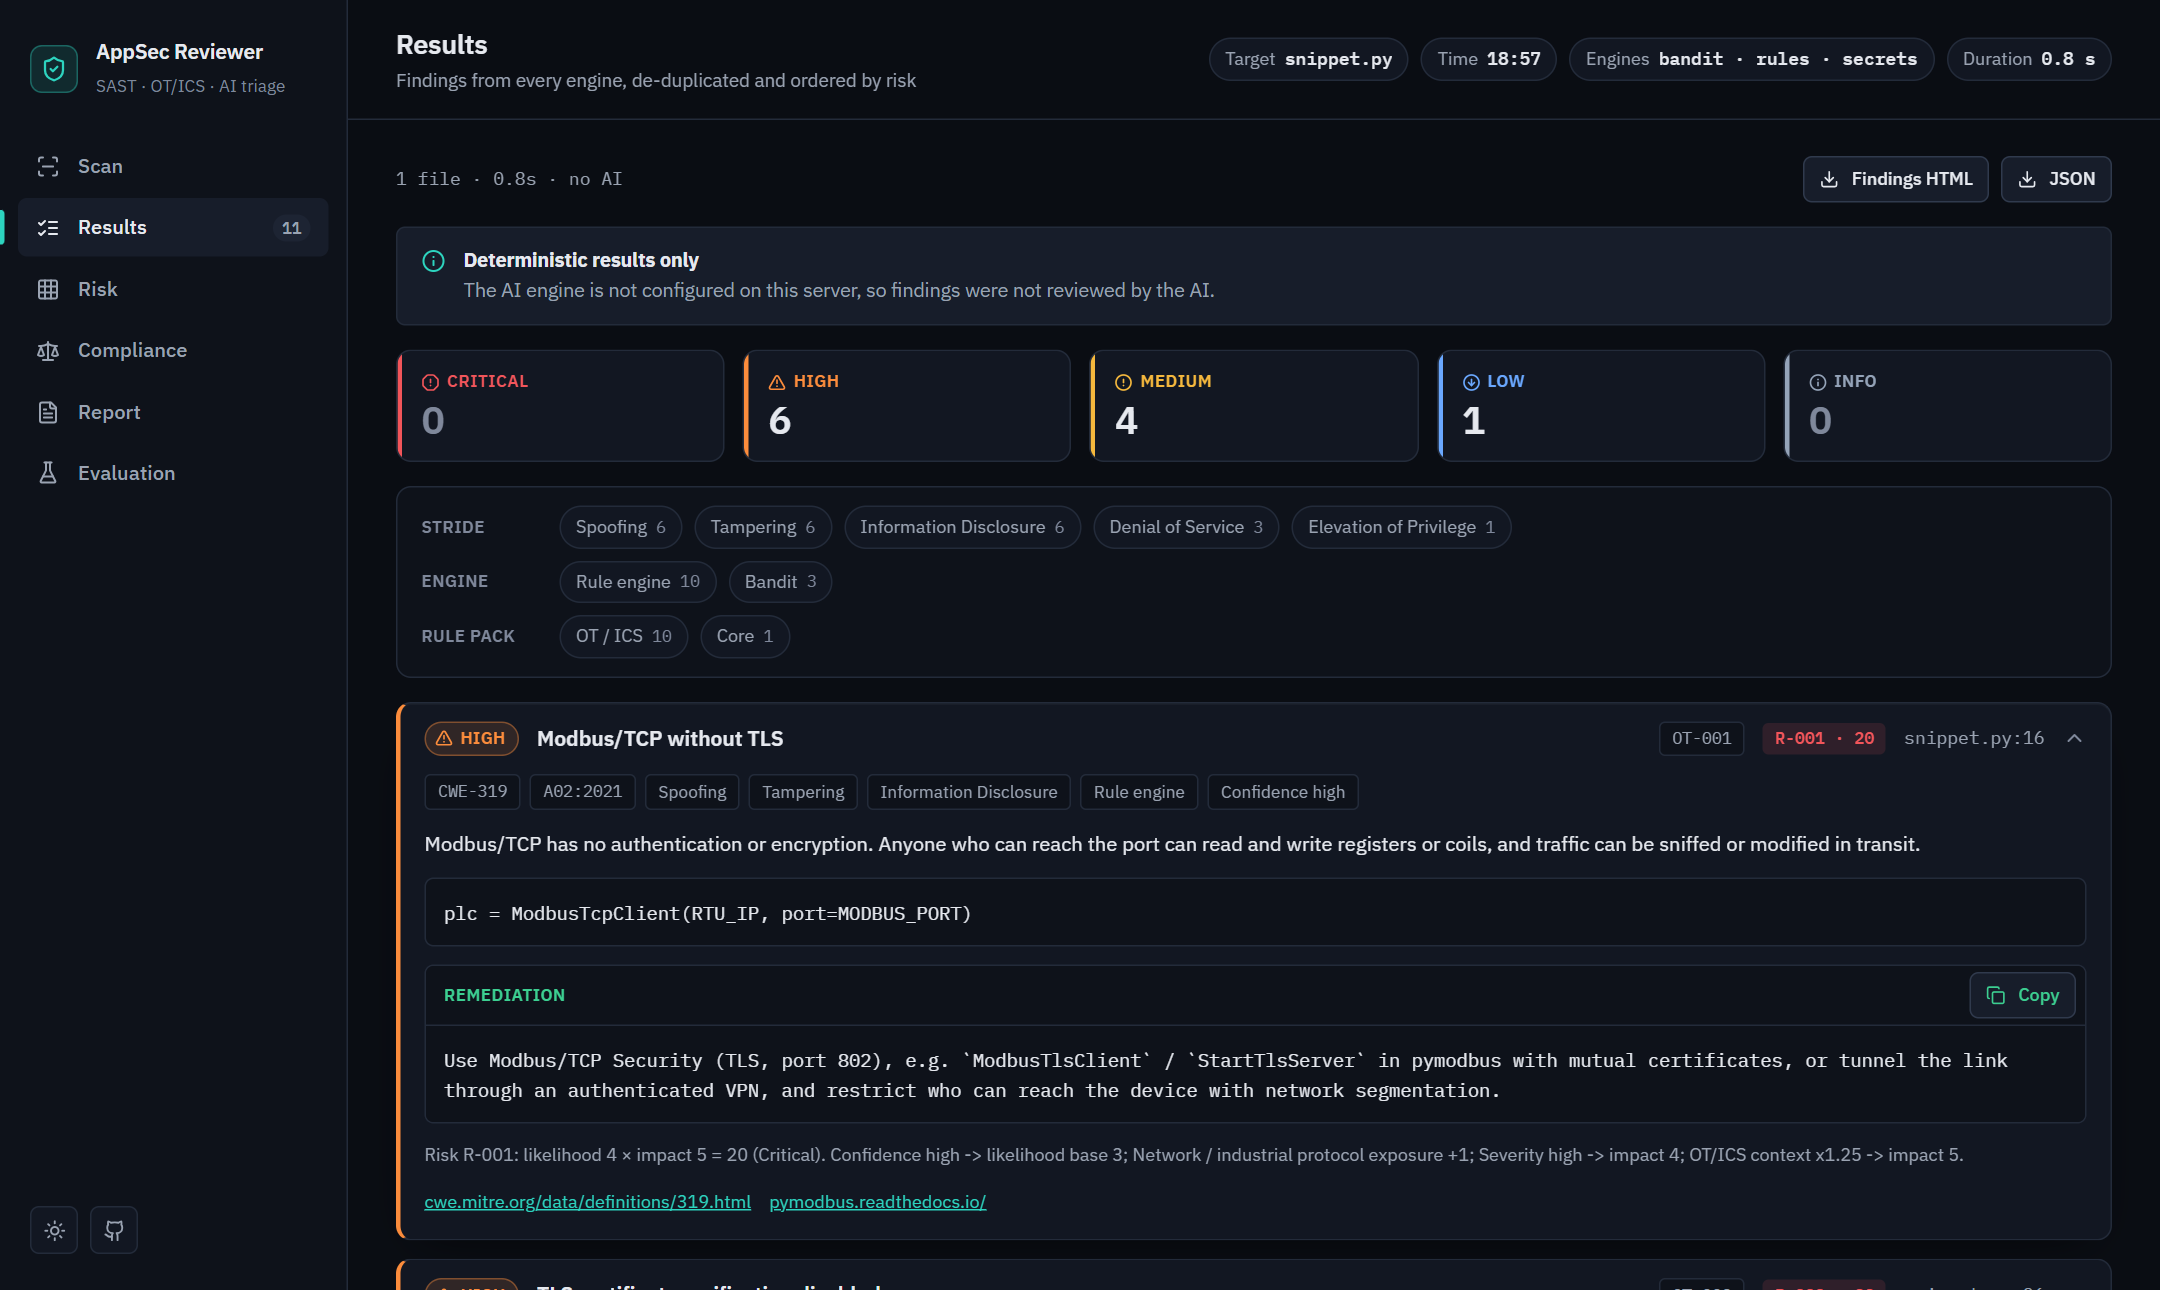 AppSec Reviewer
SAST · OT/ICS · AI triage
Scan
Results 11
Risk
Compliance
Report
Evaluation
Results
Findings from every engine, de-duplicated and ordered by risk
Target snippet.py
Time 18:57
Engines bandit · rules · secrets
Duration 0.8 s
1 file · 0.8s · no AI
Findings HTML
JSON
Deterministic results only
The AI engine is not configured on this server, so findings were not reviewed by the AI.
CRITICAL
0
HIGH
6
MEDIUM
4
LOW
1
INFO
0
STRIDE Spoofing 6 Tampering 6 Information Disclosure 6 Denial of Service 3 Elevation of Privilege 1
ENGINE Rule engine 10 Bandit 3
RULE PACK OT / ICS 10 Core 1
HIGH Modbus/TCP without TLS OT-001 R-001 · 20 snippet.py:16
CWE-319 A02:2021 Spoofing Tampering Information Disclosure Rule engine Confidence high
Modbus/TCP has no authentication or encryption. Anyone who can reach the port can read and write registers or coils, and traffic can be sniffed or modified in transit.
plc = ModbusTcpClient(RTU_IP, port=MODBUS_PORT)
REMEDIATION
Copy
Use Modbus/TCP Security (TLS, port 802), e.g. `ModbusTlsClient` / `StartTlsServer` in pymodbus with mutual certificates, or tunnel the link
through an authenticated VPN, and restrict who can reach the device with network segmentation.
Risk R-001: likelihood 4 × impact 5 = 20 (Critical). Confidence high -> likelihood base 3; Network / industrial protocol exposure +1; Severity high -> impact 4; OT/ICS context x1.25 -> impact 5.
cwe.mitre.org/data/definitions/319.html pymodbus.readthedocs.io/